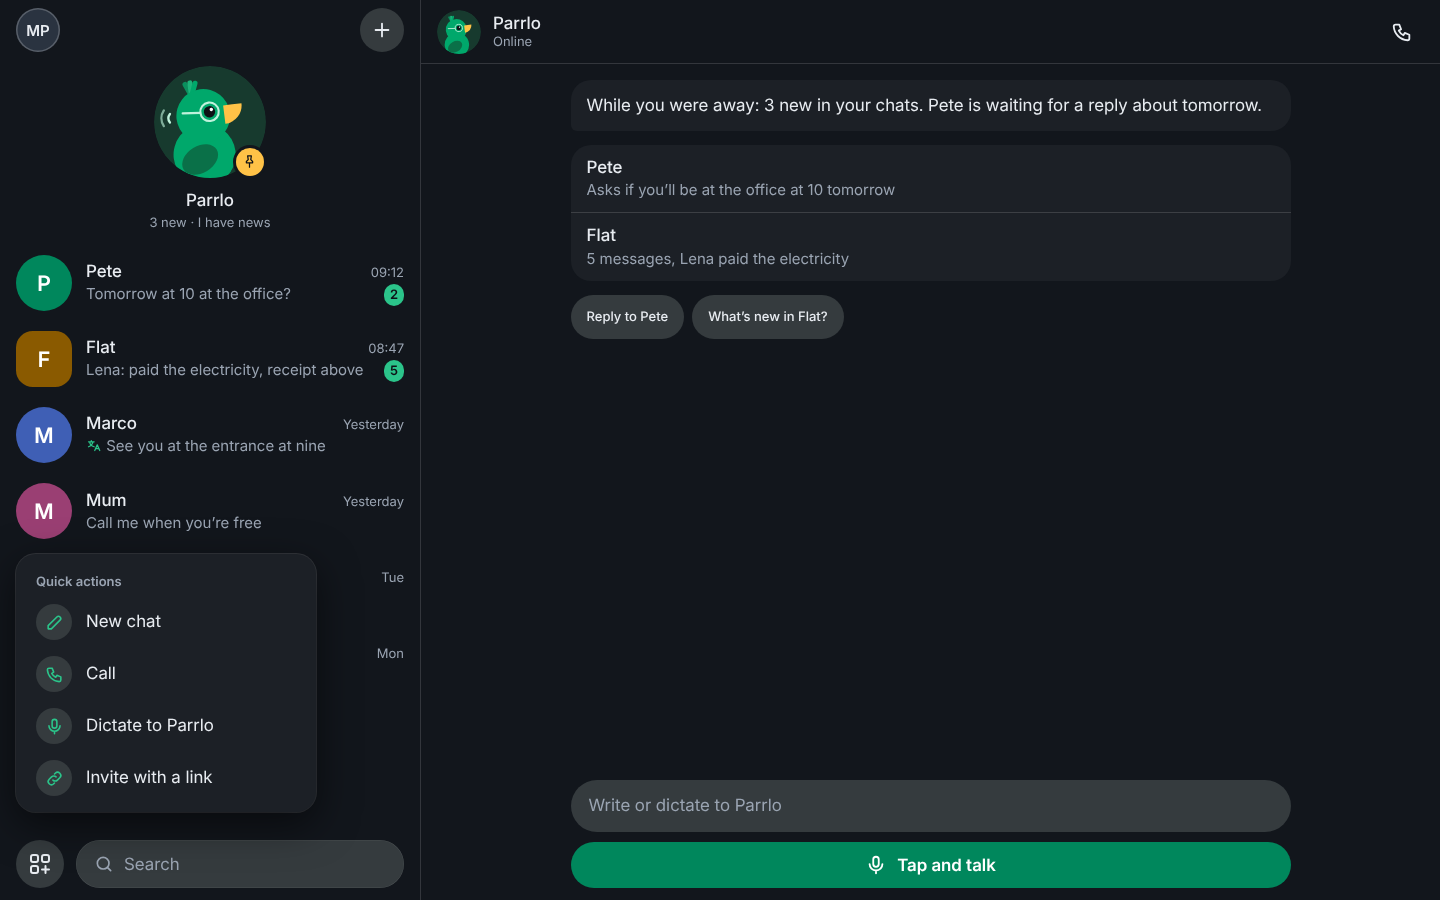 MP
Parrlo
3 new · I have news
Pete
09:12
Tomorrow at 10 at the office?
2
P
Flat
08:47
Lena: paid the electricity, receipt above
5
F
Marco
Yesterday
See you at the entrance at nine
M
Mum
Yesterday
Call me when you’re free
M
Tue
Mon
Quick actions
New chat
Call
Dictate to Parrlo
Invite with a link
Search
Parrlo
Online
While you were away: 3 new in your chats. Pete is waiting for a reply about tomorrow.
Pete
Asks if you’ll be at the office at 10 tomorrow
Flat
5 messages, Lena paid the electricity
Reply to Pete
What’s new in Flat?
Write or dictate to Parrlo
Tap and talk